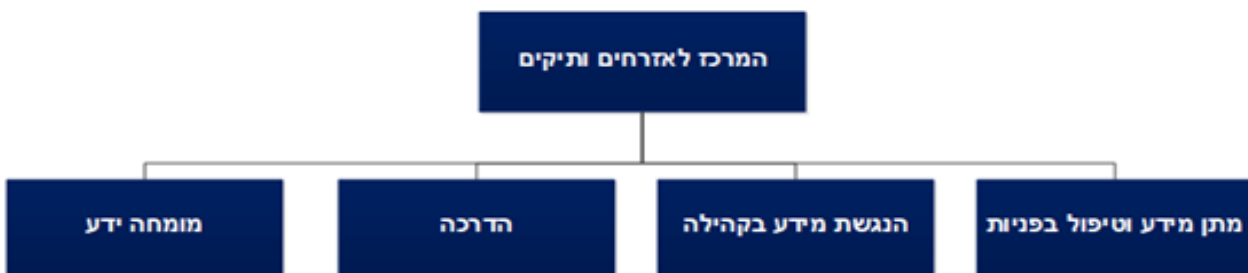 המרכז לאזרחים ותיקים
מתן מידע וטיפול בפניות
הנגשת מידע בקהילה
הדרכה
מומחה ידע